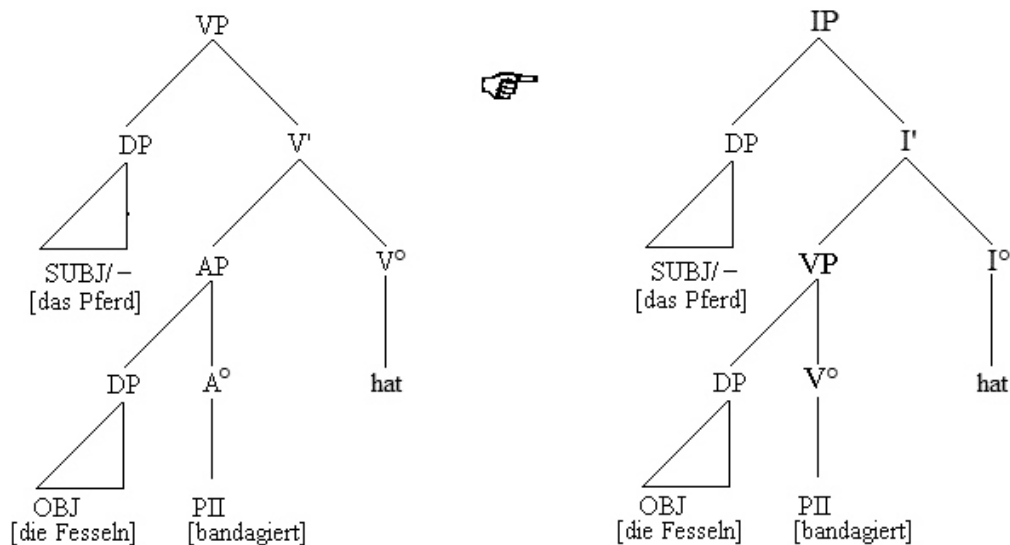 VP
DP V'
SUBJ/– AP V°
[das Pferd]
DP A° hat
OBJ PII
[die Fesseln] [bandagiert]
IP
DP I'
SUBJ/– VP I°
[das Pferd]
DP V° hat
OBJ PII
[die Fesseln] [bandagiert]